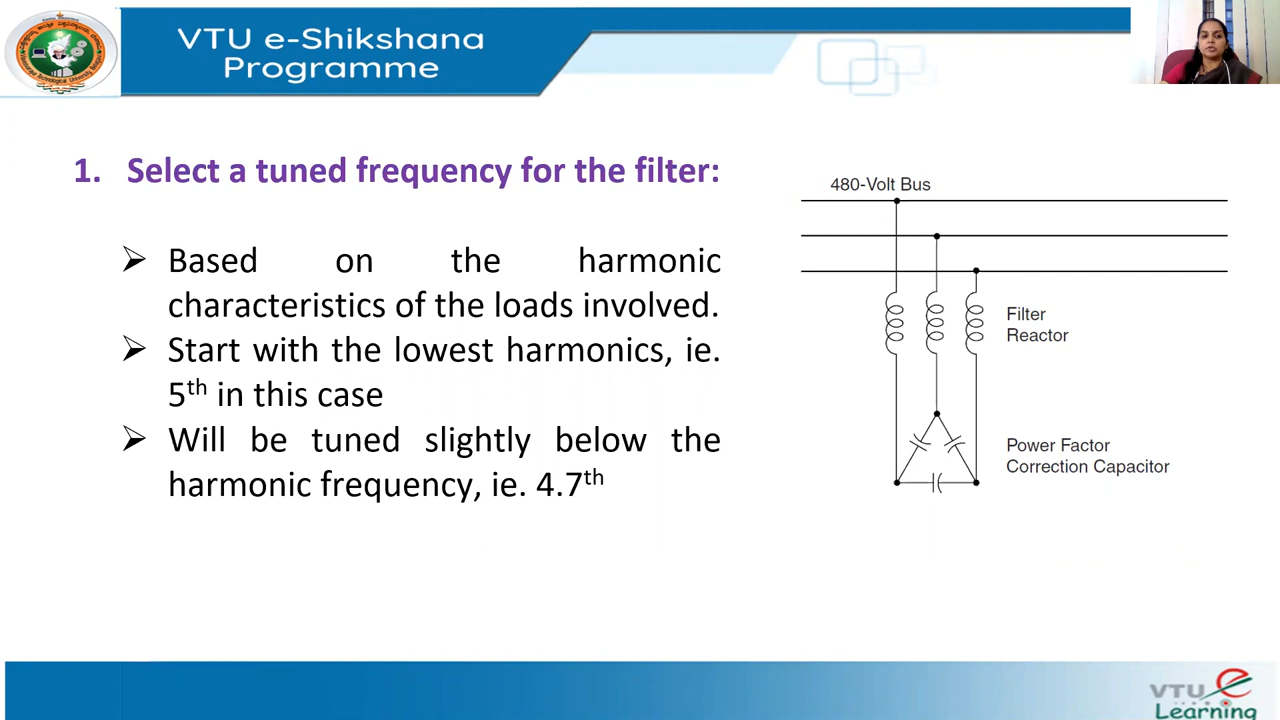 VTU e-Shikshana
Programme
1. Select a tuned frequency for the filter:
➢ Based on the harmonic
characteristics of the loads involved.
➢ Start with the lowest harmonics, ie.
5th in this case
➢ Will be tuned slightly below the
harmonic frequency, ie. 4.7th
480-Volt Bus
Filter
Reactor
Power Factor
Correction Capacitor
VTU e
Learning